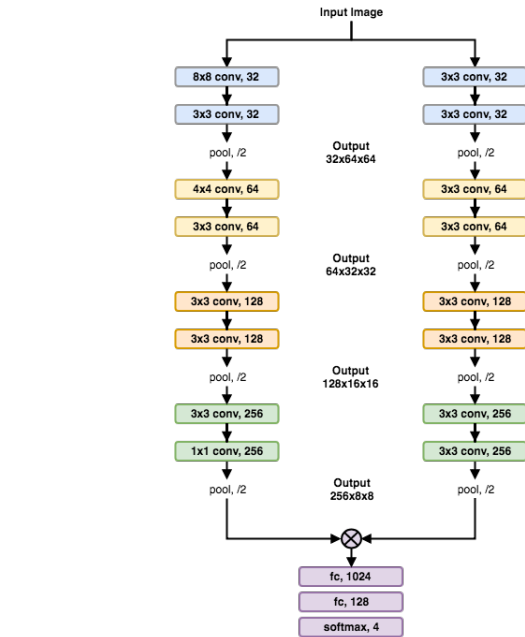 Input Image
8x8 conv, 32
3x3 conv, 32
3x3 conv, 32
3x3 conv, 32
pool, /2
Output
32x64x64
pool, /2
4x4 conv, 64
3x3 conv, 64
3x3 conv, 64
3x3 conv, 64
pool, /2
Output
64x32x32
pool, /2
3x3 conv, 128
3x3 conv, 128
3x3 conv, 128
3x3 conv, 128
pool, /2
Output
128x16x16
pool, /2
3x3 conv, 256
3x3 conv, 256
1x1 conv, 256
3x3 conv, 256
pool, /2
Output
256x8x8
pool, /2
fc, 1024
fc, 128
softmax, 4